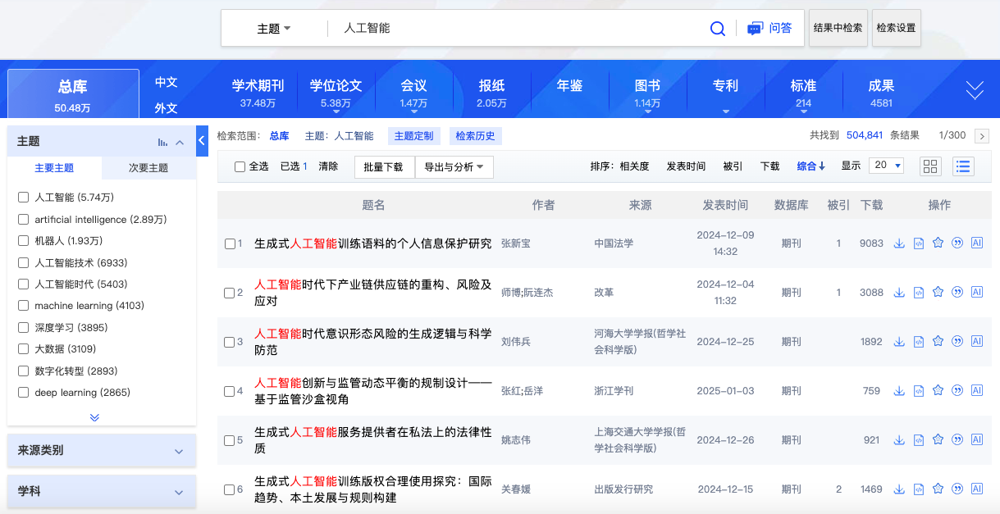 主题 人工智能 问答 结果中检索 检索设置
总库 中文 学术期刊 学位论文 会议 报纸 年鉴 图书 专利 标准 成果
50.48万 外文 37.48万 5.38万 1.47万 2.05万 1.14万 214 4581
主题
主要主题 次要主题
人工智能 (5.74万)
artificial intelligence (2.89万)
机器人 (1.93万)
人工智能技术 (6933)
人工智能时代 (5403)
machine learning (4103)
深度学习 (3895)
大数据 (3109)
数字化转型 (2893)
deep learning (2865)
来源类别
学科
检索范围： 总库 主题：人工智能 主题定制 检索历史 共找到 504,841 条结果 1/300 >
全选 已选 1 清除 批量下载 导出与分析 排序： 相关度 发表时间 被引 下载 综合↓ 显示 20
题名 作者 来源 发表时间 数据库 被引 下载 操作
1 生成式人工智能训练语料的个人信息保护研究 张新宝 中国法学 2024-12-09 期刊 1 9083 AI
14:32
2 人工智能时代下产业链供应链的重构、风险及 师博;阮连杰 改革 2024-12-04 期刊 1 3088 AI
应对 11:32
3 人工智能时代意识形态风险的生成逻辑与科学 刘伟兵 河海大学学报(哲学社 2024-12-25 期刊 1892 AI
防范 会科学版)
4 人工智能创新与监管动态平衡的规制设计—— 张红;岳洋 浙江学刊 2025-01-03 期刊 759 AI
基于监管沙盒视角
5 生成式人工智能服务提供者在私法上的法律性 姚志伟 上海交通大学学报(哲 2024-12-26 期刊 921 AI
质 学社会科学版)
6 生成式人工智能训练版权合理使用探究：国际 关春媛 出版发行研究 2024-12-15 期刊 2 1469 AI
趋势、本土发展与规则构建